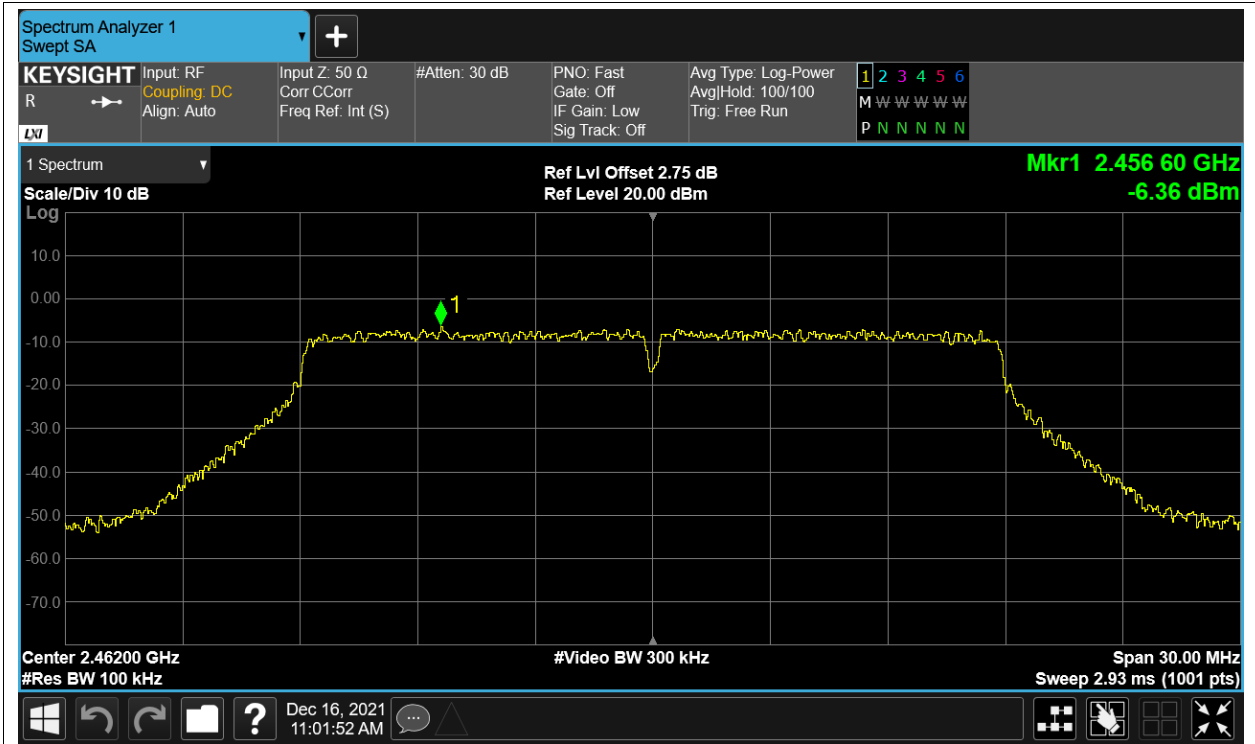 Spectrum Analyzer 1
Swept SA
KEYSIGHT
R
LXI
Input: RF
Coupling: DC
Align: Auto
Input Z: 50 Ω
Corr CCorr
Freq Ref: Int (S)
#Atten: 30 dB
PNO: Fast
Gate: Off
IF Gain: Low
Sig Track: Off
Avg Type: Log-Power
Avg|Hold: 100/100
Trig: Free Run
1 2 3 4 5 6
M W W W W W
P N N N N N
1 Spectrum
Scale/Div 10 dB
Log
Ref Lvl Offset 2.75 dB
Ref Level 20.00 dBm
Mkr1 2.456 60 GHz
-6.36 dBm
10.0
0.00
1
-10.0
-20.0
-30.0
-40.0
-50.0
-60.0
-70.0
Center 2.46200 GHz
#Res BW 100 kHz
#Video BW 300 kHz
Span 30.00 MHz
Sweep 2.93 ms (1001 pts)
?
Dec 16, 2021
11:01:52 AM